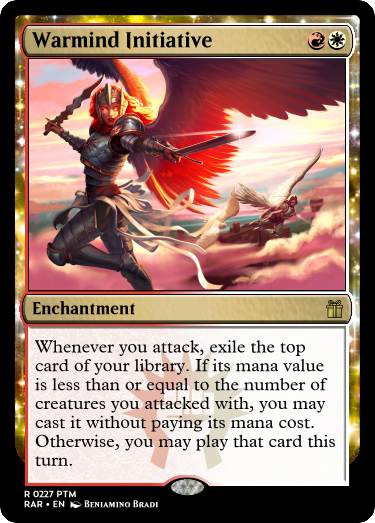 Warmind Initiative
Enchantment
Whenever you attack, exile the top
card of your library. If its mana value
is less than or equal to the number of
creatures you attacked with, you may
cast it without paying its mana cost.
Otherwise, you may play that card this
turn.
R 0227 PTM
RAR • EN Beniamino Bradi